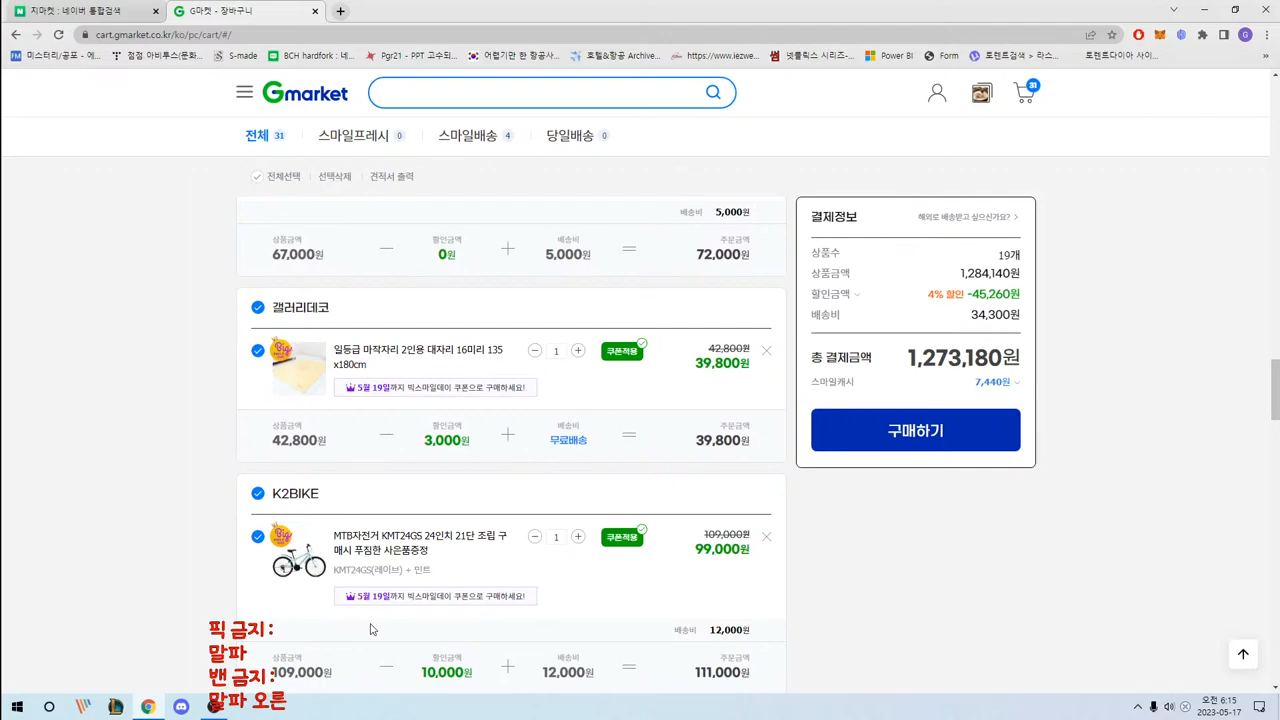 지마켓 : 네이버 통합검색
G마켓 - 장바구니
cart.gmarket.co.kr/ko/pc/cart/#/
미스터리/공포 - 에...
정점 아바투스(문화...
S-made
BCH hardfork : 네...
Pgr21 - PPT 고수의...
어렵기만 한 항공사...
호텔&항공 Archive...
https://www.iezwe...
넷플릭스 시리즈-...
Power BI
Form
토렌트검색 > 라스...
토렌트다이아 사이...
Gmarket
31
전체 31
스마일프레시 0
스마일배송 4
당일배송 0
전체선택
선택삭제
견적서 출력
배송비 5,000원
상품금액
할인금액
배송비
주문금액
67,000원
0원
5,000원
72,000원
갤러리데코
일등급 마작자리 2인용 대자리 16미리 135
x180cm
1
쿠폰적용
42,800원
39,800원
5월 19일까지 빅스마일데이 쿠폰으로 구매하세요!
상품금액
할인금액
배송비
주문금액
42,800원
3,000원
무료배송
39,800원
K2BIKE
MTB자전거 KMT24GS 24인치 21단 조립 구
매시 푸짐한 사은품증정
KMT24GS(레이브) + 민트
1
쿠폰적용
109,000원
99,000원
5월 19일까지 빅스마일데이 쿠폰으로 구매하세요!
배송비 12,000원
상품금액
할인금액
배송비
주문금액
109,000원
10,000원
12,000원
111,000원
결제정보
해외로 배송받고 싶으신가요?
상품수
19개
상품금액
1,284,140원
할인금액
4% 할인 -45,260원
배송비
34,300원
총 결제금액
1,273,180원
스마일캐시
7,440원
구매하기
픽 금지 :
말파
밴 금지 :
말파 오른
오전 6:15
2023-05-17